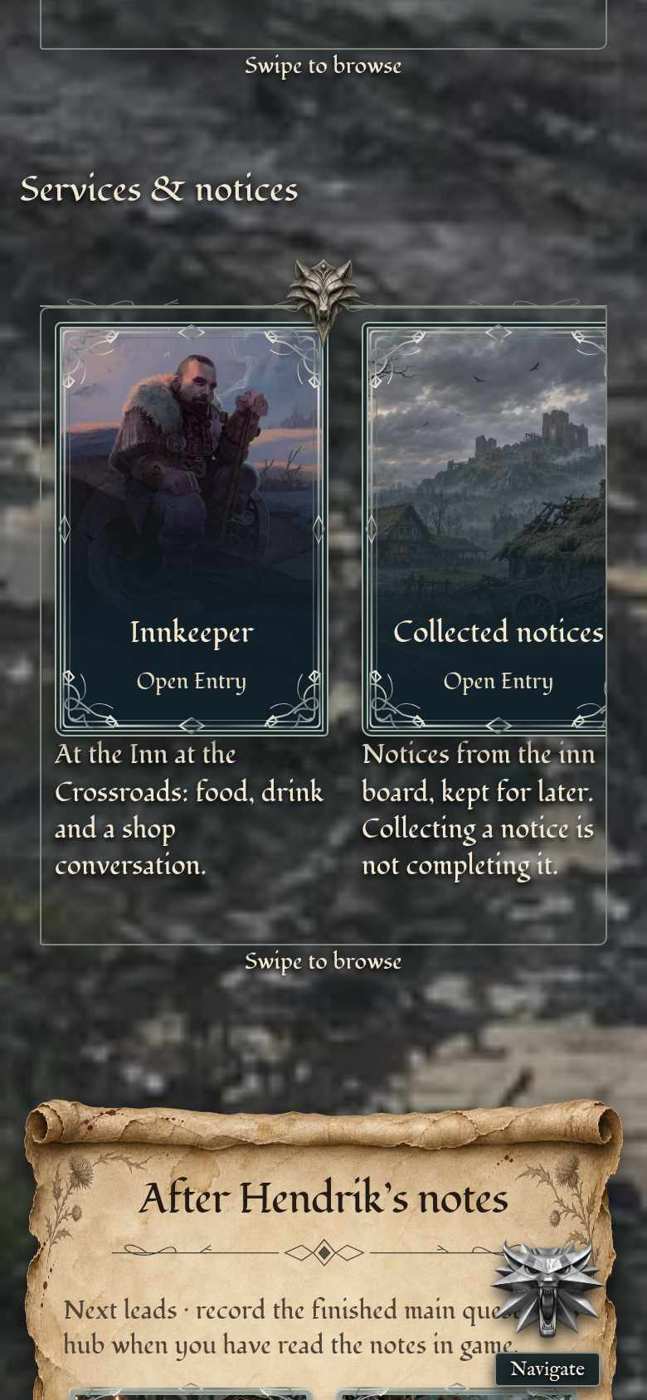 Swipe to browse
Services & notices
Innkeeper
Open Entry
At the Inn at the
Crossroads: food, drink
and a shop
conversation.
Collected notices
Open Entry
Notices from the inn
board, kept for later.
Collecting a notice is
not completing it.
Swipe to browse
After Hendrik's notes
Next leads · record the finished main
hub when you have read the notes in game.
Navigate